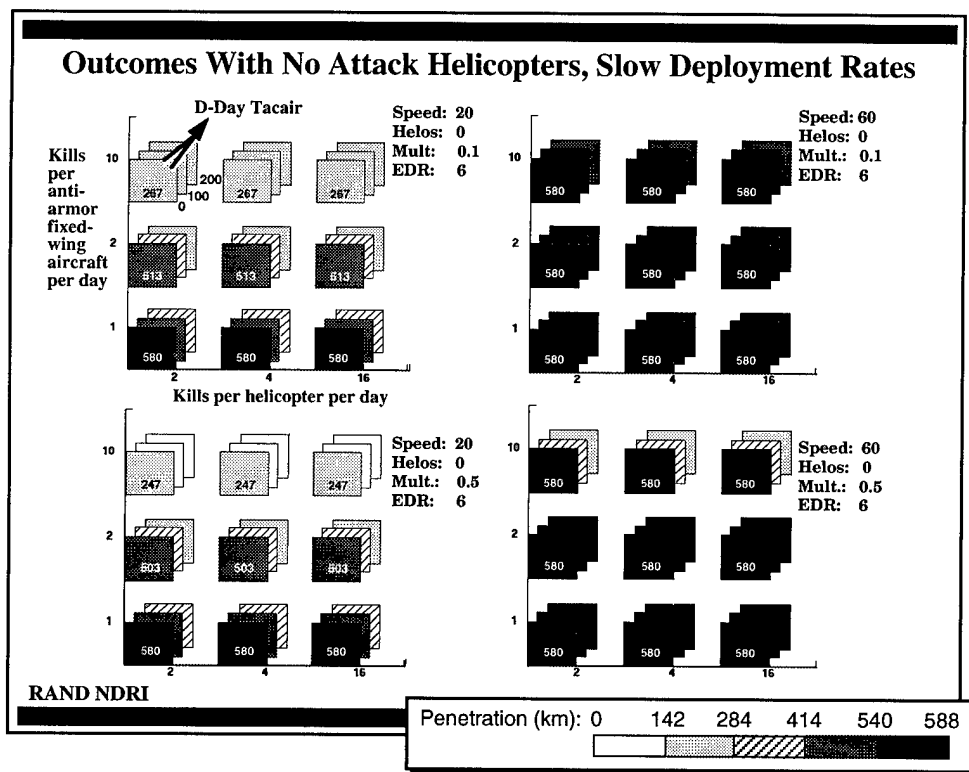 Outcomes With No Attack Helicopters, Slow Deployment Rates
D-Day Tacair
Kills
per
anti-
armor
fixed-
wing
aircraft
per day
10
267 267 267
0 100 200
2
513 513 513
1
580 580 580
2 4 16
Kills per helicopter per day
Speed: 20
Helos: 0
Mult: 0.1
EDR: 6
10
580 580 580
2
580 580 580
1
580 580 580
2 4 16
Speed: 60
Helos: 0
Mult.: 0.1
EDR: 6
10
247 247 247
2
503 503 503
1
580 580 580
2 4 16
Speed: 20
Helos: 0
Mult.: 0.5
EDR: 6
10
580 580 580
2
580 580 580
1
580 580 580
2 4 16
Speed: 60
Helos: 0
Mult.: 0.5
EDR: 6
RAND NDRI
Penetration (km): 0 142 284 414 540 588